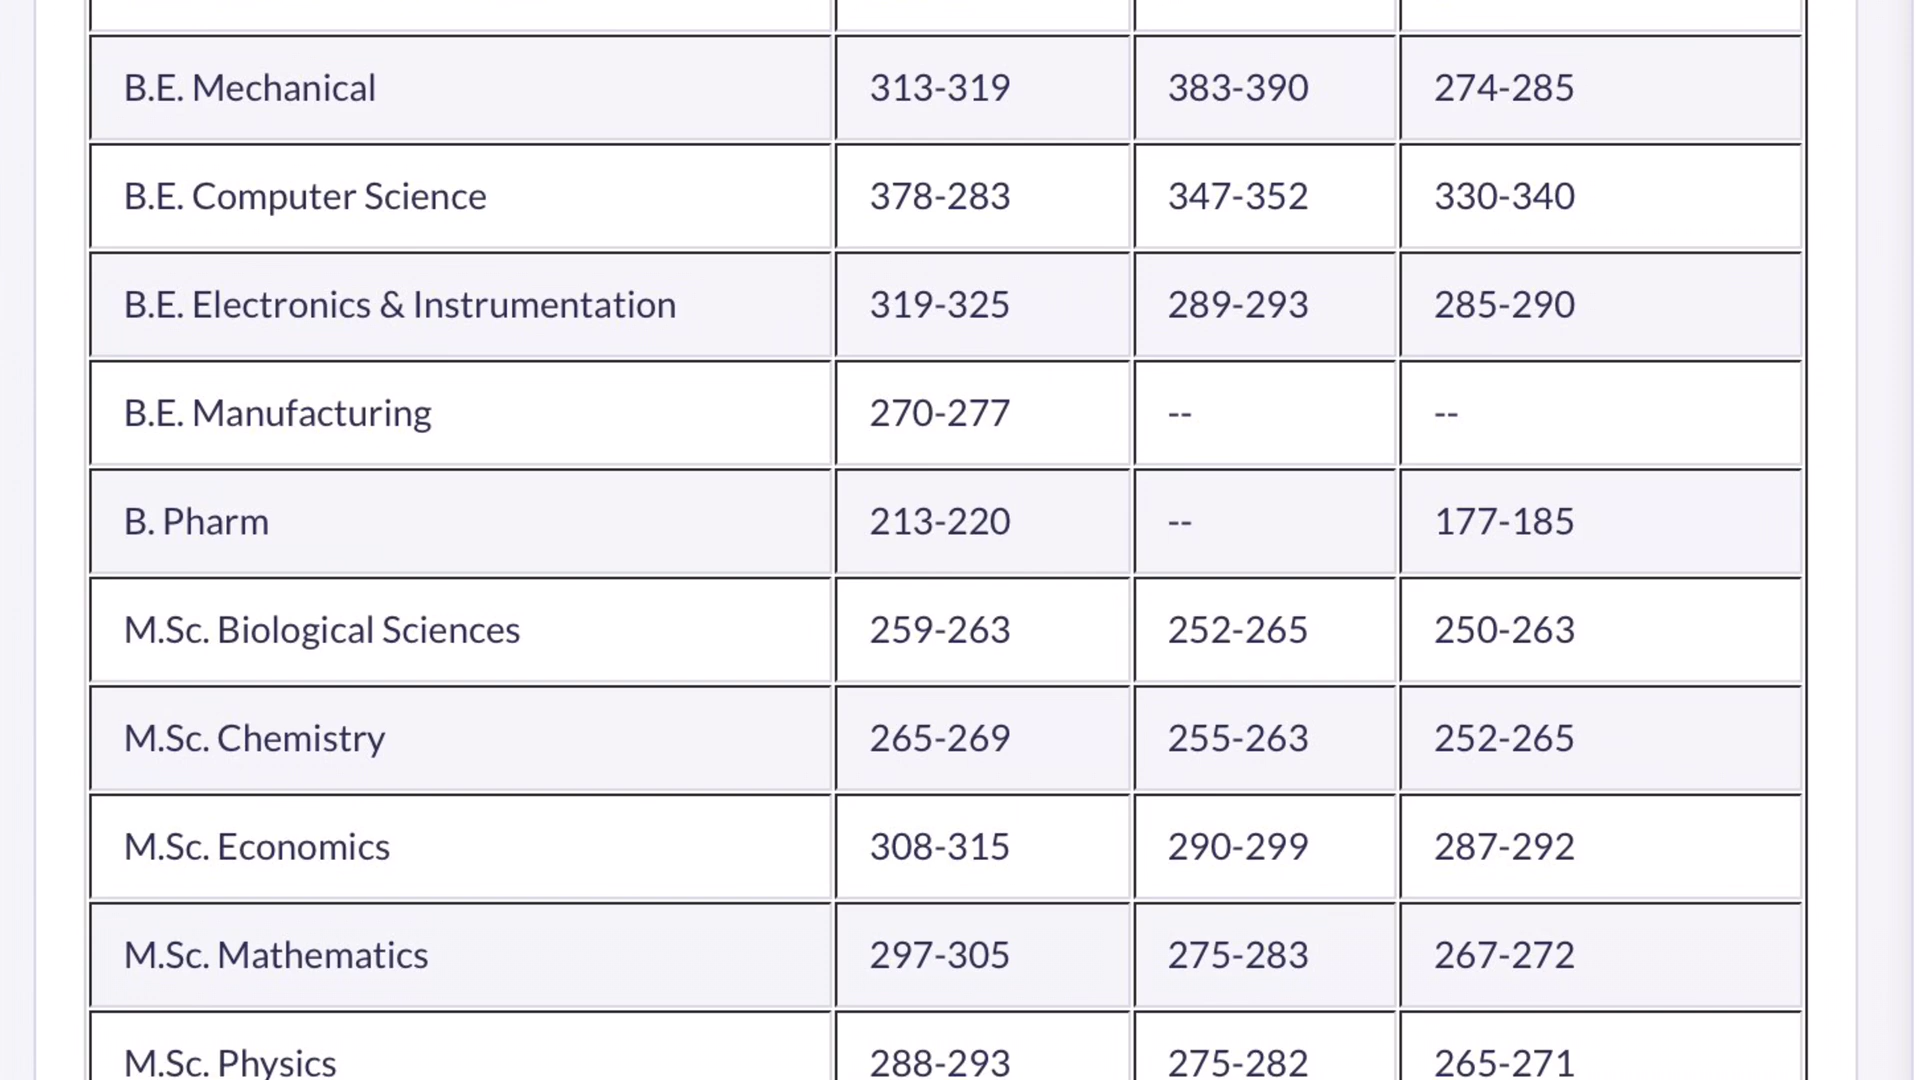 B.E. Mechanical 313-319 383-390 274-285
B.E. Computer Science 378-283 347-352 330-340
B.E. Electronics & Instrumentation 319-325 289-293 285-290
B.E. Manufacturing 270-277 -- --
B. Pharm 213-220 -- 177-185
M.Sc. Biological Sciences 259-263 252-265 250-263
M.Sc. Chemistry 265-269 255-263 252-265
M.Sc. Economics 308-315 290-299 287-292
M.Sc. Mathematics 297-305 275-283 267-272
M.Sc. Physics 288-293 275-282 265-271